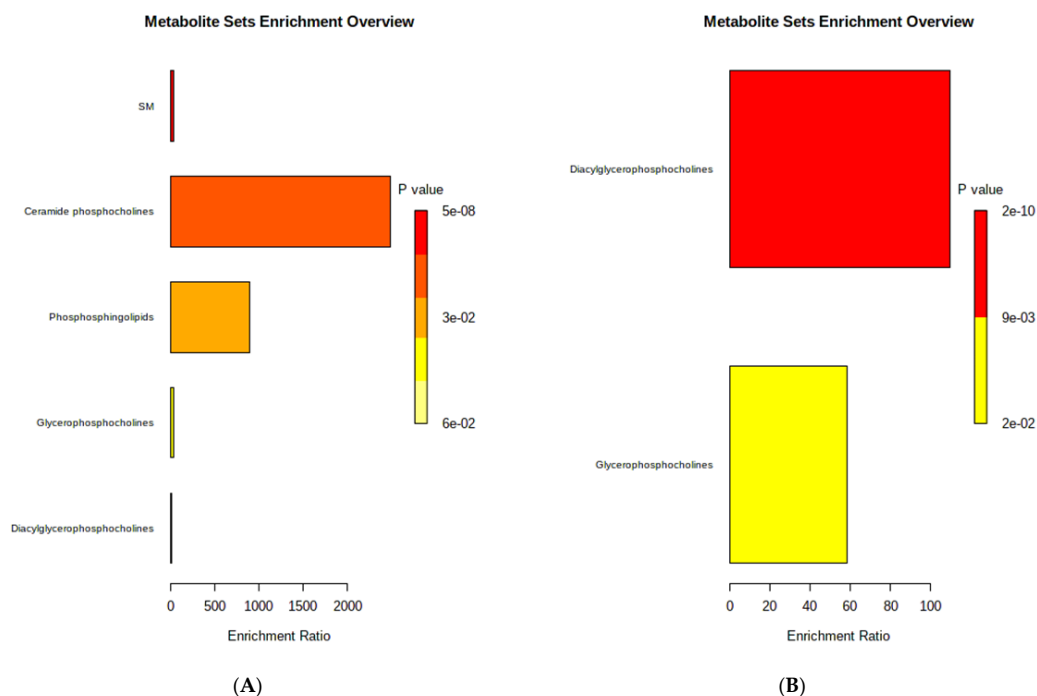 Metabolite Sets Enrichment Overview
SM
Ceramide phosphocholines
Phosphosphingolipids
Glycerophosphocholines
Diacylglycerophosphocholines
P value
5e-08
3e-02
6e-02
0 500 1000 1500 2000
Enrichment Ratio
(A)
Metabolite Sets Enrichment Overview
Diacylglycerophosphocholines
Glycerophosphocholines
P value
2e-10
9e-03
2e-02
0 20 40 60 80 100
Enrichment Ratio
(B)